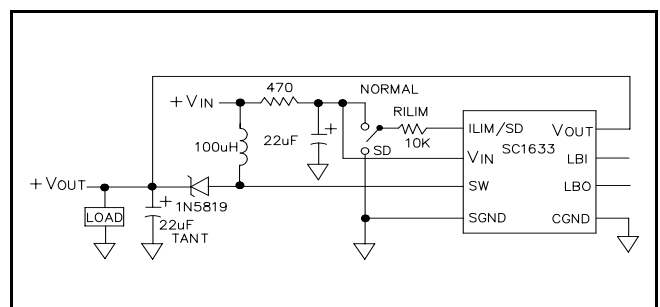 470
NORMAL
+VIN
RILIM
ILIM/SD
VOUT
100uH
22uF
+
SD
10K
SC1633
VIN
LBI
+VOUT
SW
LBO
+
1N5819
LOAD
22uF
TANT
SGND
CGND